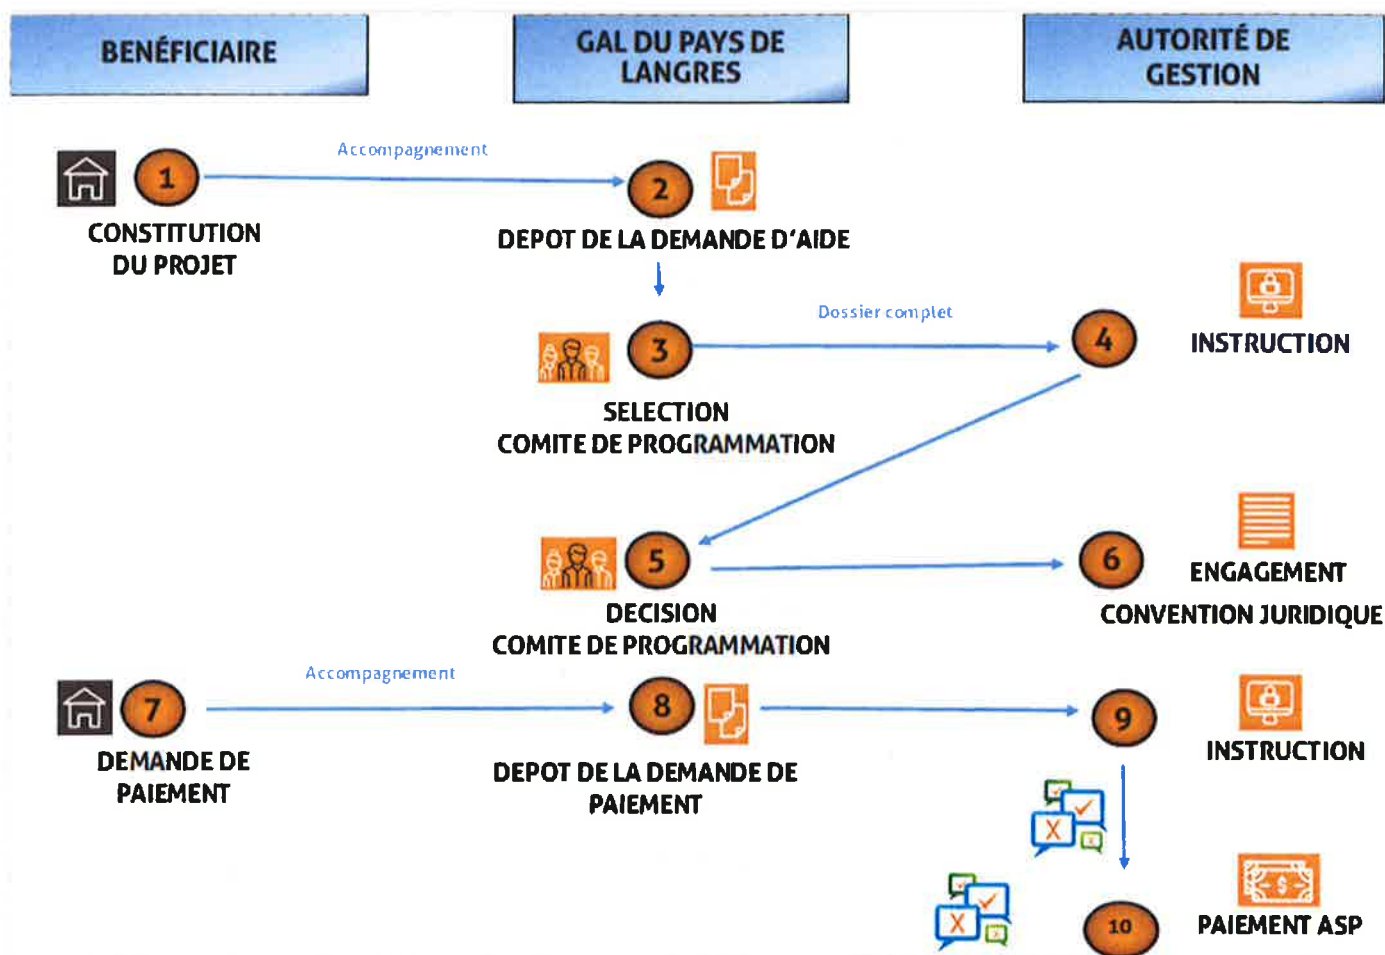 BENÉFICIAIRE
GAL DU PAYS DE
LANGRES
AUTORITÉ DE
GESTION
1
Accompagnement
2
CONSTITUTION
DU PROJET
DEPOT DE LA DEMANDE D'AIDE
3
Dossier complet
4
INSTRUCTION
SELECTION
COMITE DE PROGRAMMATION
5
6
ENGAGEMENT
CONVENTION JURIDIQUE
DECISION
COMITE DE PROGRAMMATION
7
Accompagnement
8
9
DEMANDE DE
PAIEMENT
DEPOT DE LA DEMANDE DE
PAIEMENT
INSTRUCTION
X
X
$
10
PAIEMENT ASP